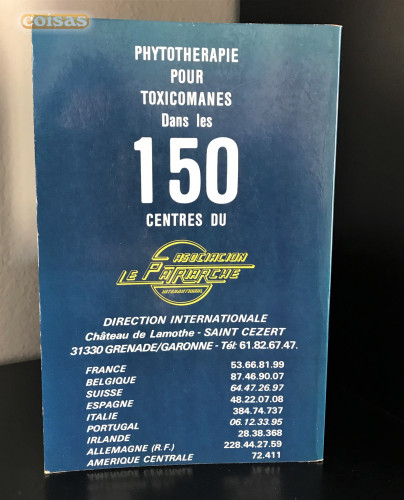 coisas
PHYTOTHERAPIE
POUR
TOXICOMANES
Dans les
150
CENTRES DU
ASOCIACION
LE PATRIARCHE
INTERNATIONAL
DIRECTION INTERNATIONALE
Château de Lamothe - SAINT CEZERT
31330 GRENADE/GARONNE - Tél: 61.82.67.47.
FRANCE 53.66.81.99
BELGIQUE 87.46.90.07
SUISSE 64.47.26.97
ESPAGNE 48.22.07.08
ITALIE 384.74.737
PORTUGAL 06.12.33.95
IRLANDE 28.38.368
ALLEMAGNE (R.F.) 228.44.27.59
AMERIQUE CENTRALE 72.411